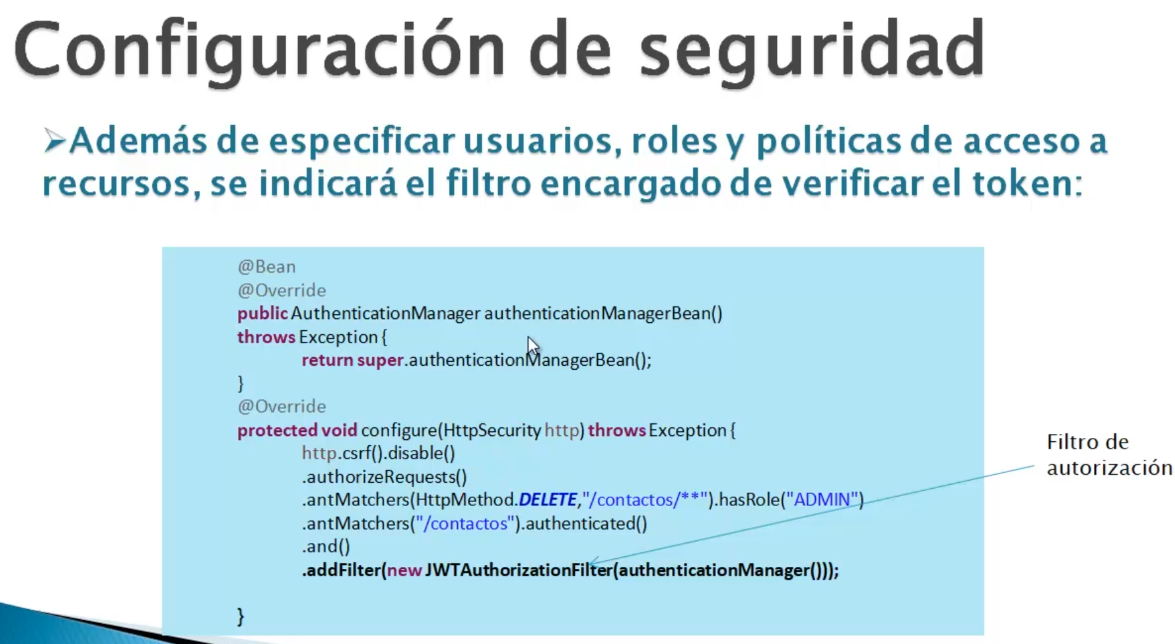 Configuración de seguridad
➢Además de especificar usuarios, roles y políticas de acceso a
recursos, se indicará el filtro encargado de verificar el token:
@Bean
@Override
public AuthenticationManager authenticationManagerBean()
throws Exception {
return super.authenticationManagerBean();
}
@Override
protected void configure(HttpSecurity http) throws Exception {
http.csrf().disable()
.authorizeRequests()
.antMatchers(HttpMethod.DELETE,"/contactos/**").hasRole("ADMIN")
.antMatchers("/contactos").authenticated()
.and()
.addFilter(new JWTAuthorizationFilter(authenticationManager()));
}
Filtro de
autorización